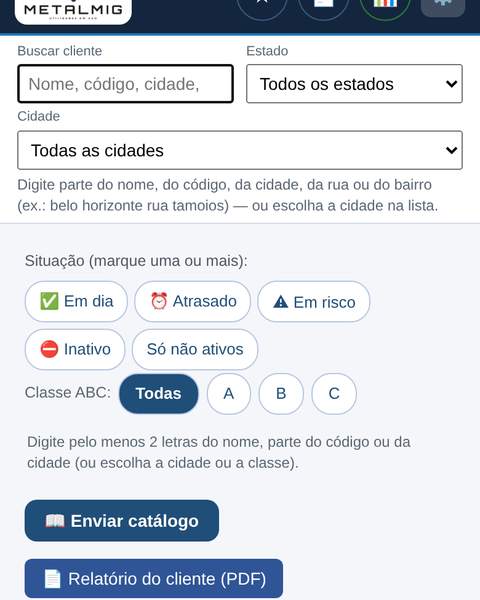 METALMIG
Buscar cliente
Estado
Nome, código, cidade,
Todos os estados
Cidade
Todas as cidades
Digite parte do nome, do código, da cidade, da rua ou do bairro
(ex.: belo horizonte rua tamoios) — ou escolha a cidade na lista.
Situação (marque uma ou mais):
✅ Em dia
⏰ Atrasado
⚠ Em risco
⛔ Inativo
Só não ativos
Classe ABC:
Todas
A
B
C
Digite pelo menos 2 letras do nome, parte do código ou da
cidade (ou escolha a cidade ou a classe).
📖 Enviar catálogo
📄 Relatório do cliente (PDF)